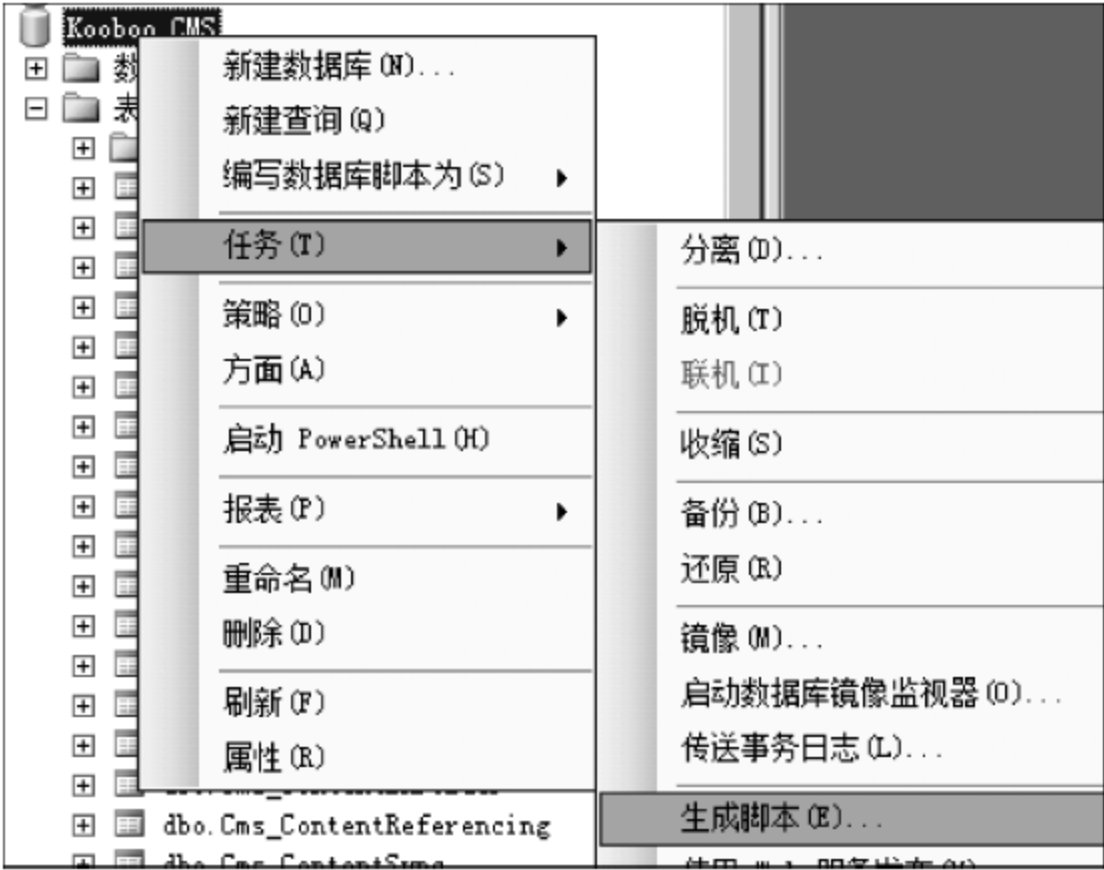 Kooboo CMS
数
表
新建数据库(N)...
新建查询(Q)
编写数据库脚本为(S)
任务(T)
策略(O)
方面(A)
启动 PowerShell(H)
报表(P)
重命名(M)
删除(D)
刷新(F)
属性(R)
分离(D)...
脱机(T)
联机(I)
收缩(S)
备份(B)...
还原(R)
镜像(M)...
启动数据库镜像监视器(O)...
传送事务日志(L)...
生成脚本(E)...
dbo.Cms_ContentReferencing